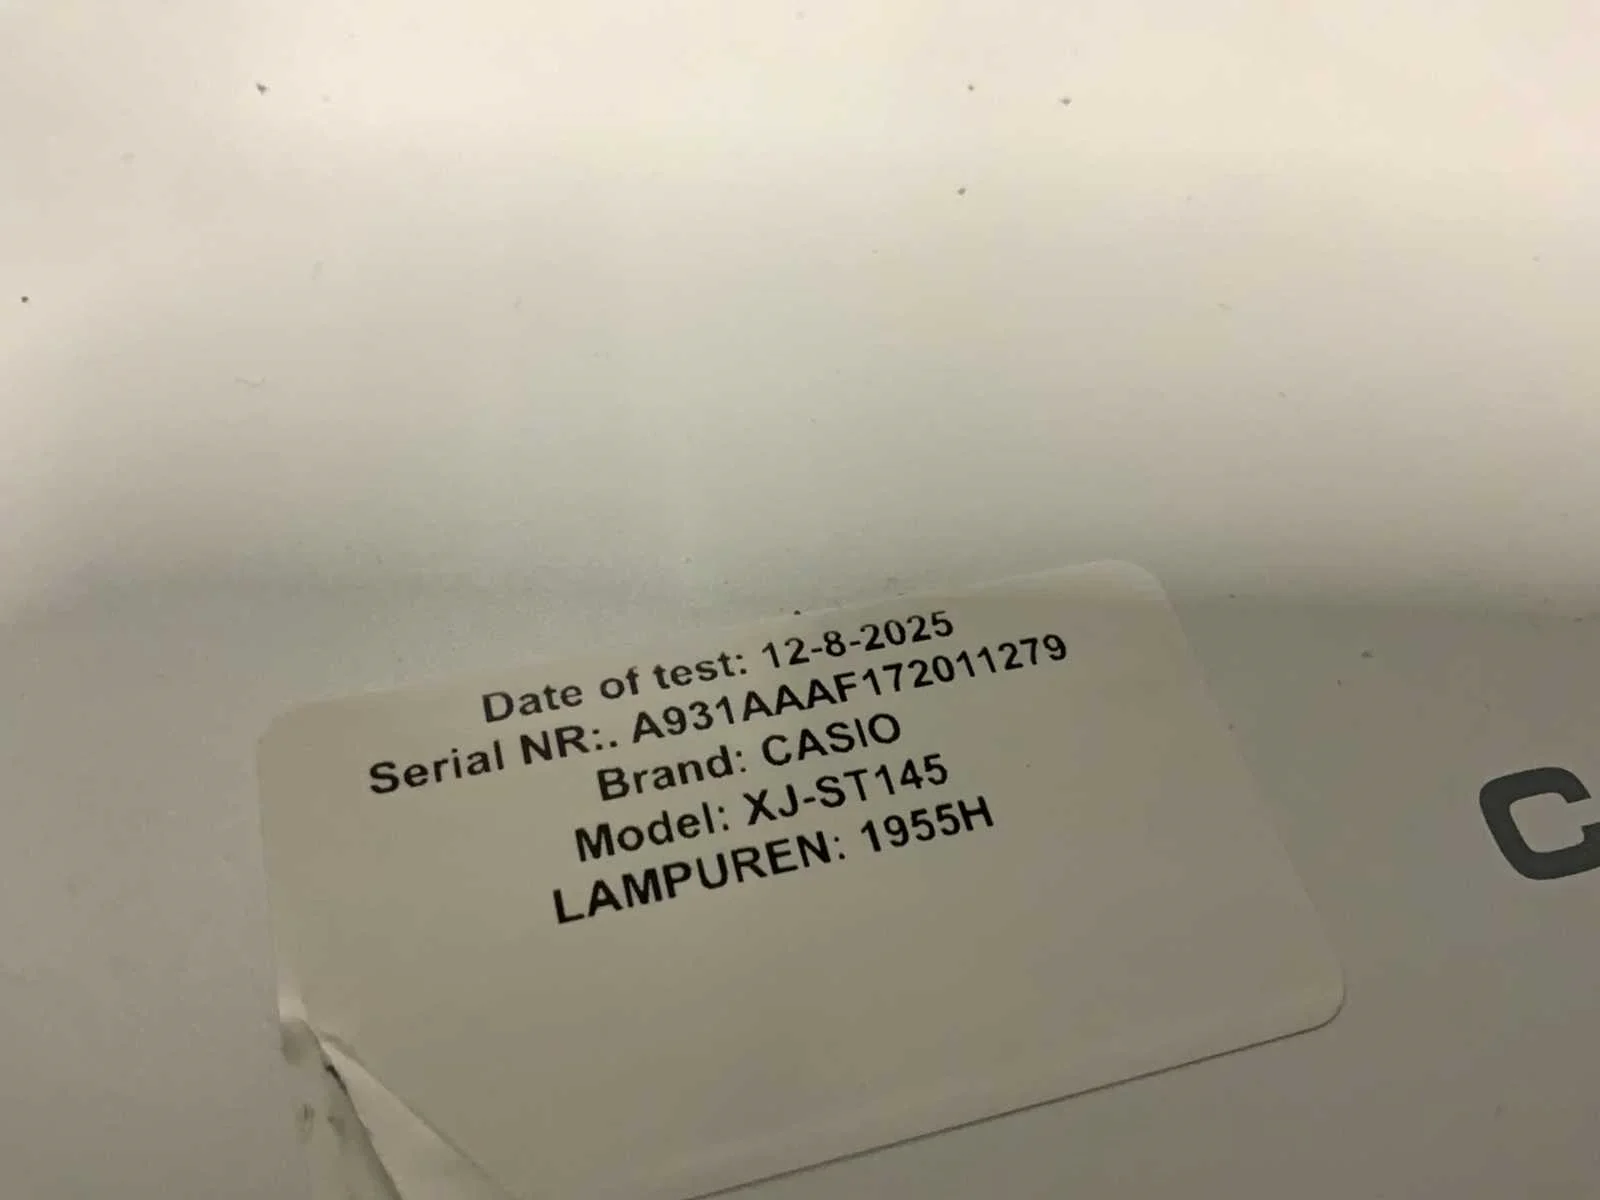 Date of test: 12-8-2025
Serial NR:. A931AAAF172011279
Brand: CASIO
Model: XJ-ST145
LAMPUREN: 1955H
C